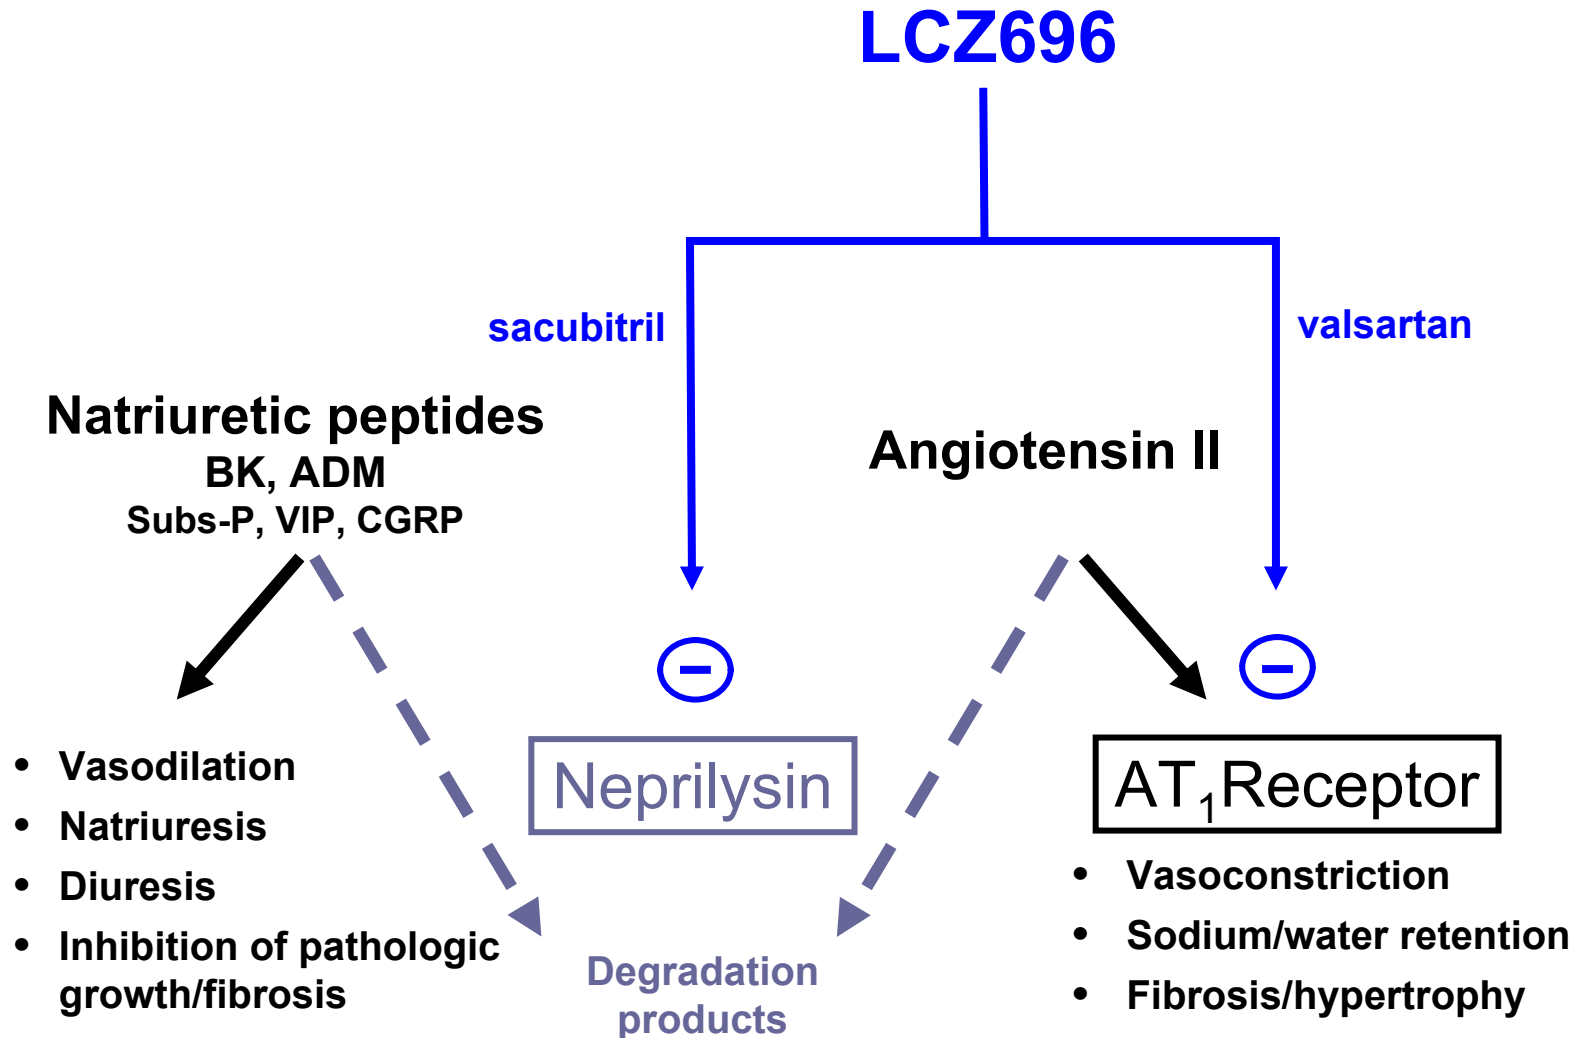 LCZ696
sacubitril
valsartan
Natriuretic peptides
BK, ADM
Subs-P, VIP, CGRP
Angiotensin II
−
−
Neprilysin
AT₁Receptor
• Vasodilation
• Natriuresis
• Diuresis
• Inhibition of pathologic
growth/fibrosis
Degradation
products
• Vasoconstriction
• Sodium/water retention
• Fibrosis/hypertrophy